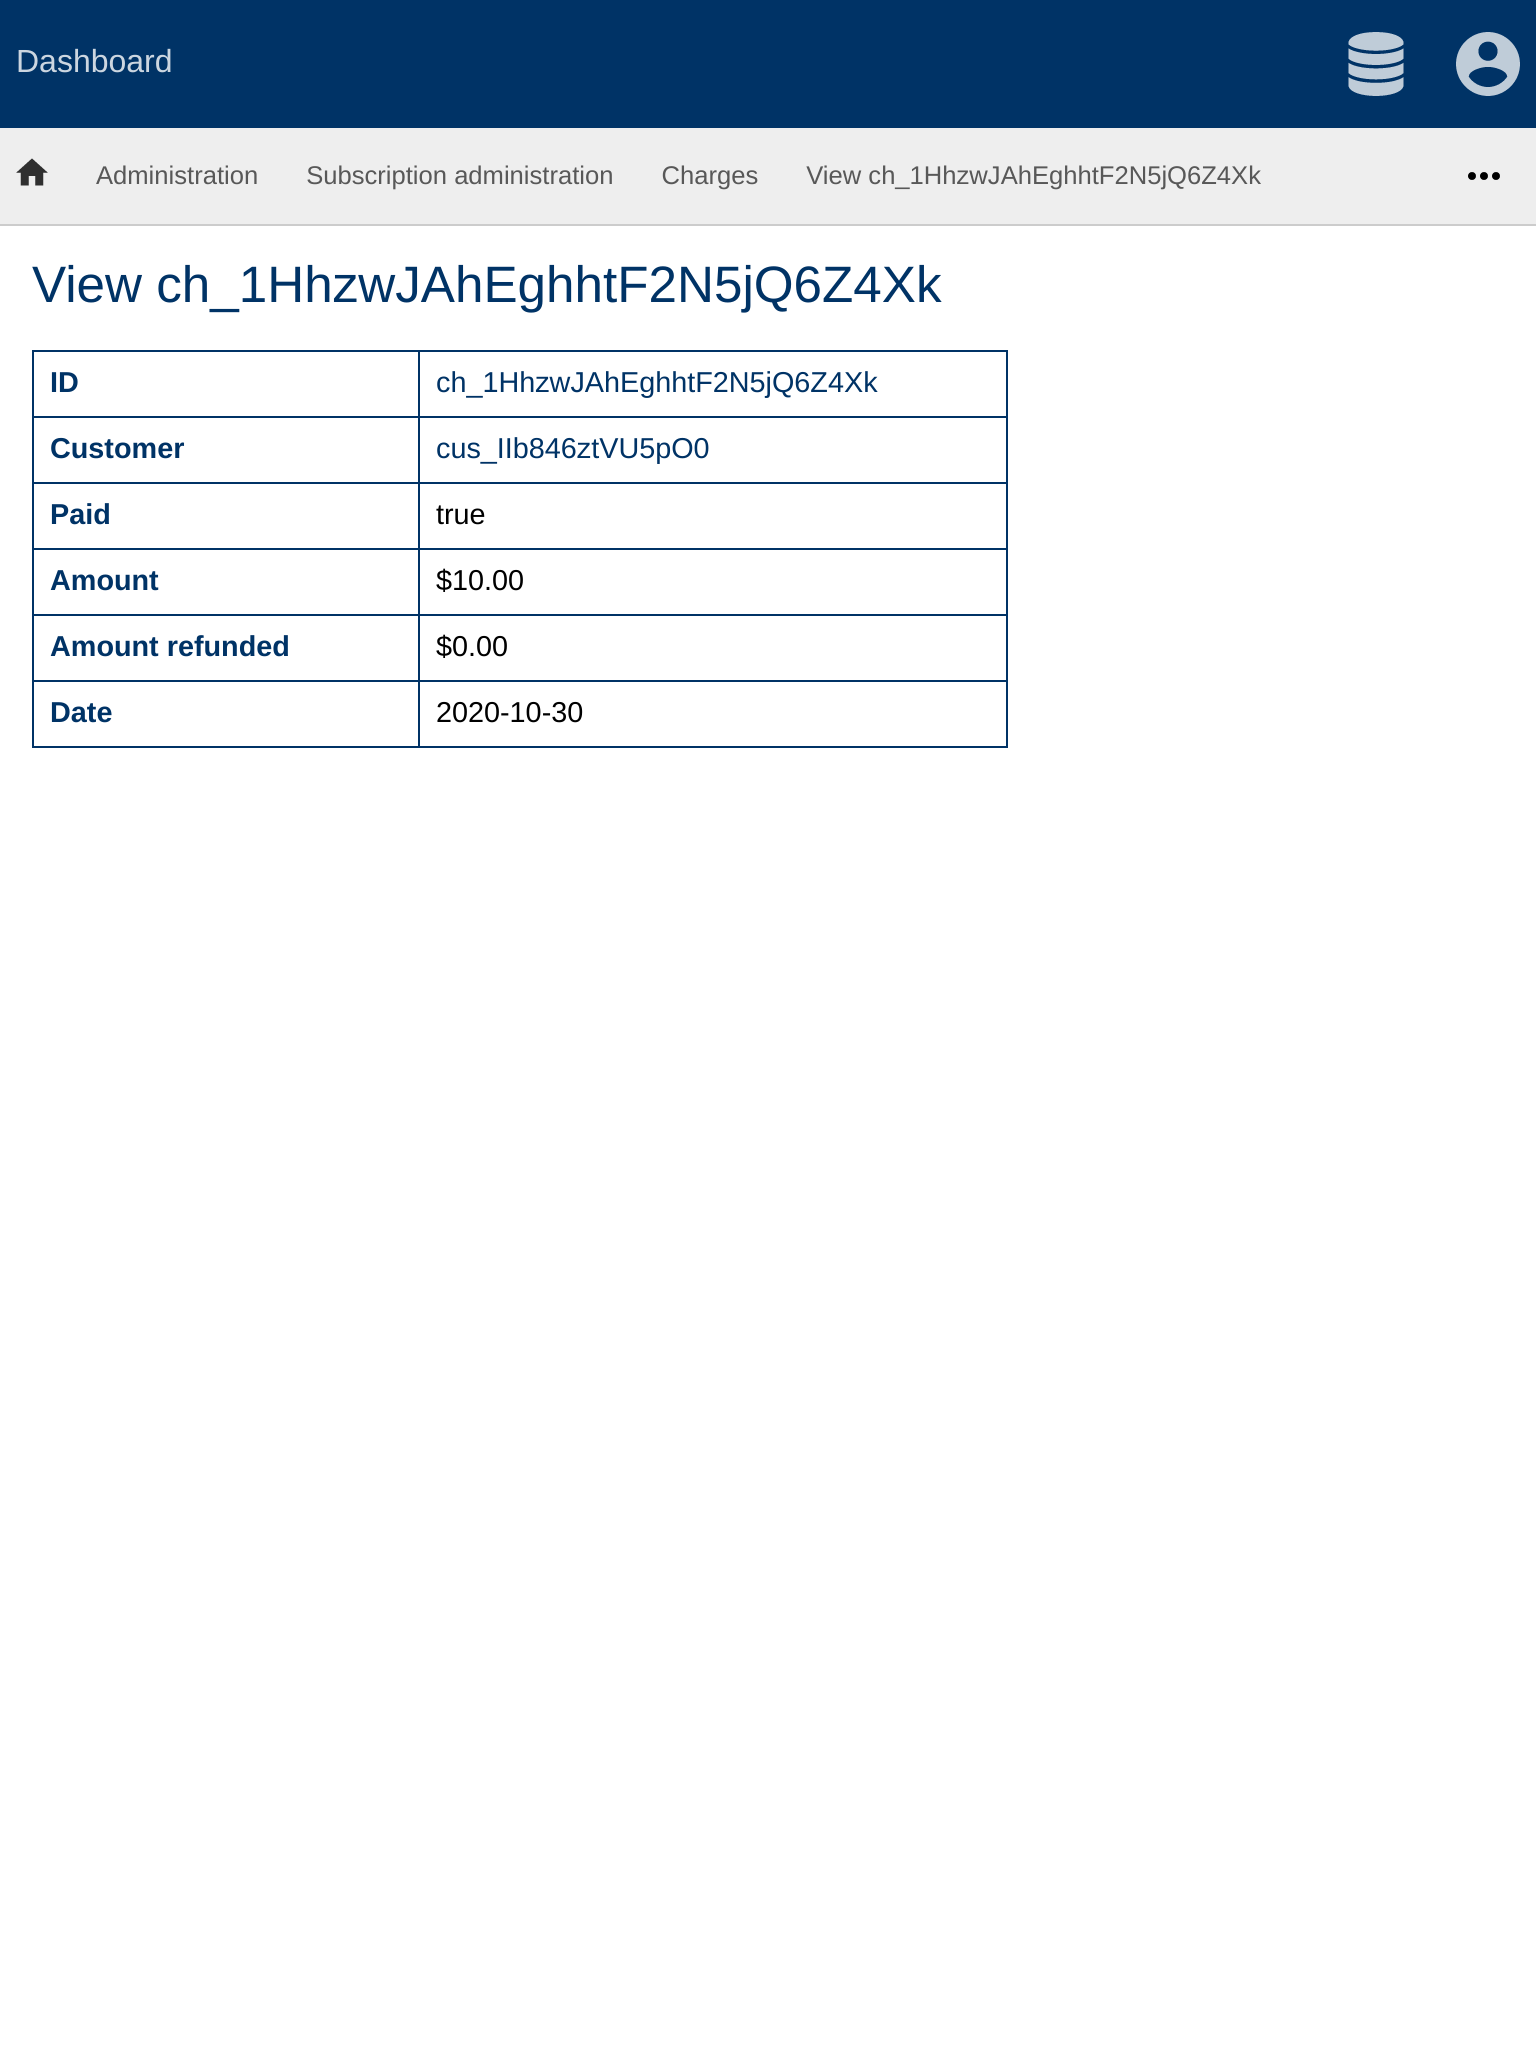 Dashboard
Administration Subscription administration Charges View ch_1HhzwJAhEghhtF2N5jQ6Z4Xk
View ch_1HhzwJAhEghhtF2N5jQ6Z4Xk
ID ch_1HhzwJAhEghhtF2N5jQ6Z4Xk
Customer cus_IIb846ztVU5pO0
Paid true
Amount $10.00
Amount refunded $0.00
Date 2020-10-30